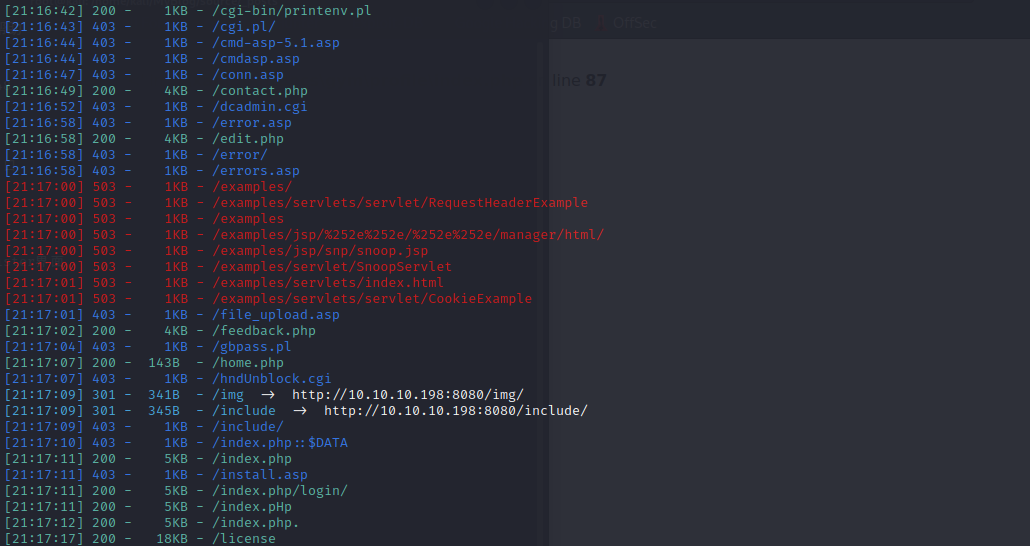 [21:16:42] 200 -    1KB - /cgi-bin/printenv.pl
[21:16:43] 403 -    1KB - /cgi.pl/
g DB OffSec
[21:16:44] 403 -    1KB - /cmd-asp-5.1.asp
[21:16:44] 403 -    1KB - /cmdasp.asp
[21:16:47] 403 -    1KB - /conn.asp
line 87
[21:16:49] 200 -    4KB - /contact.php
[21:16:52] 403 -    1KB - /dcadmin.cgi
[21:16:58] 403 -    1KB - /error.asp
[21:16:58] 200 -    4KB - /edit.php
[21:16:58] 403 -    1KB - /error/
[21:16:58] 403 -    1KB - /errors.asp
[21:17:00] 503 -    1KB - /examples/
[21:17:00] 503 -    1KB - /examples/servlets/servlet/RequestHeaderExample
[21:17:00] 503 -    1KB - /examples
[21:17:00] 503 -    1KB - /examples/jsp/%252e%252e/%252e%252e/manager/html/
[21:17:00] 503 -    1KB - /examples/jsp/snp/snoop.jsp
[21:17:00] 503 -    1KB - /examples/servlet/SnoopServlet
[21:17:01] 503 -    1KB - /examples/servlets/index.html
[21:17:01] 503 -    1KB - /examples/servlets/servlet/CookieExample
[21:17:01] 403 -    1KB - /file_upload.asp
[21:17:02] 200 -    4KB - /feedback.php
[21:17:04] 403 -    1KB - /gbpass.pl
[21:17:07] 200 -  143B  - /home.php
[21:17:07] 403 -    1KB - /hndUnblock.cgi
[21:17:09] 301 -  341B  - /img  →  http://10.10.10.198:8080/img/
[21:17:09] 301 -  345B  - /include  →  http://10.10.10.198:8080/include/
[21:17:09] 403 -    1KB - /include/
[21:17:10] 403 -    1KB - /index.php::$DATA
[21:17:11] 200 -    5KB - /index.php
[21:17:11] 403 -    1KB - /install.asp
[21:17:11] 200 -    5KB - /index.php/login/
[21:17:11] 200 -    5KB - /index.pHp
[21:17:12] 200 -    5KB - /index.php.
[21:17:17] 200 -   18KB - /license